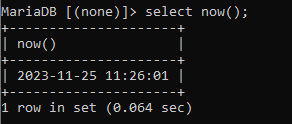 MariaDB [(none)]> select now();
+---------------------+
| now()               |
+---------------------+
| 2023-11-25 11:26:01 |
+---------------------+
1 row in set (0.064 sec)